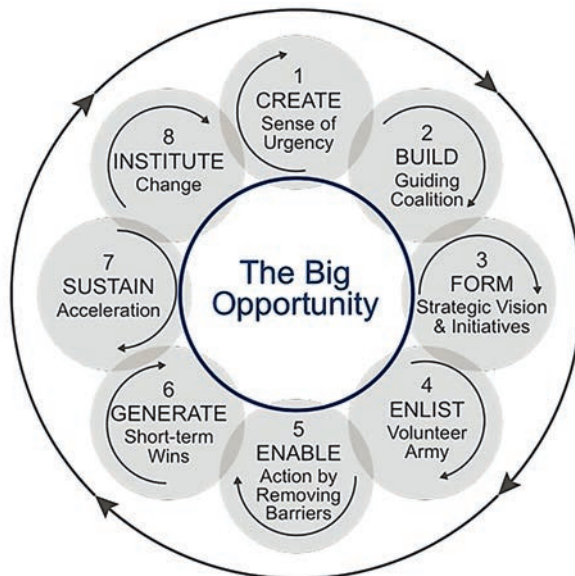 1
CREATE
Sense of
Urgency
2
BUILD
Guiding
Coalition
3
FORM
Strategic Vision
& Initiatives
4
ENLIST
Volunteer
Army
5
ENABLE
Action by
Removing
Barriers
6
GENERATE
Short-term
Wins
7
SUSTAIN
Acceleration
8
INSTITUTE
Change
The Big
Opportunity